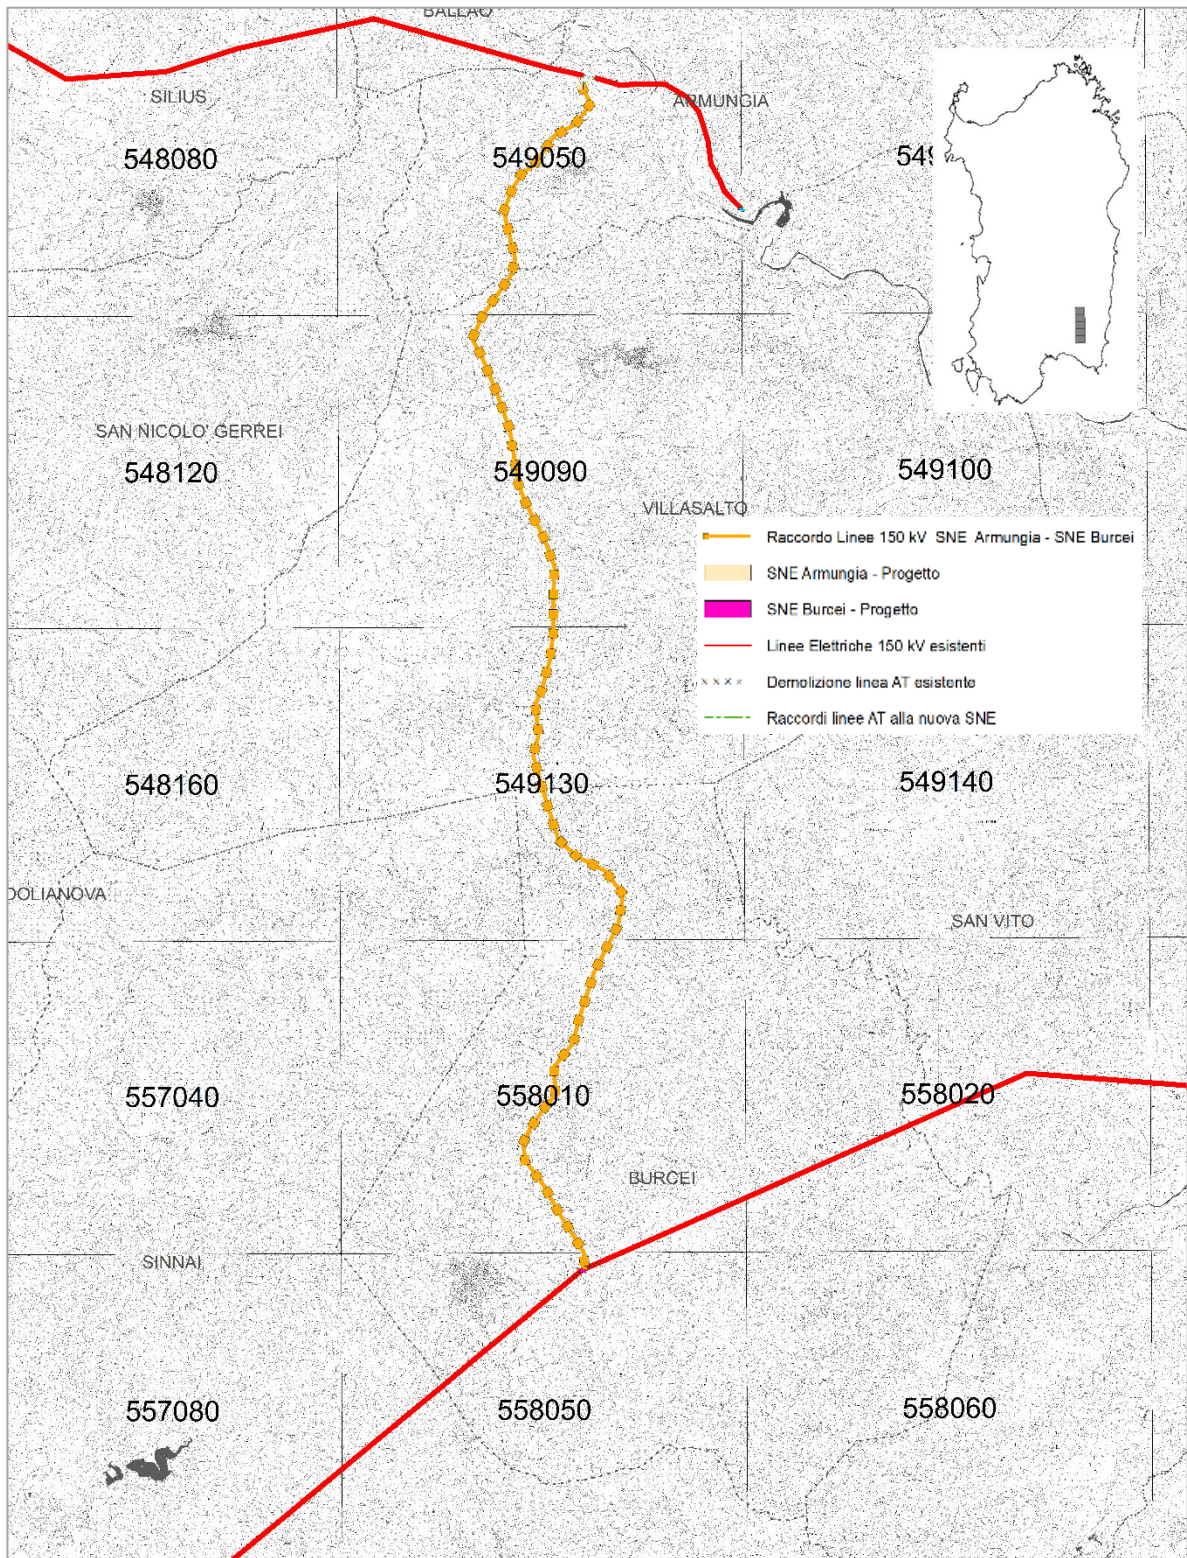 BALLAO
SILIUS
ARMUNGIA
548080
549050
549
SAN NICOLO' GERREI
548120
549090
549100
VILLASALTO
Raccordo Linee 150 kV SNE Armungia - SNE Burcei
SNE Armungia - Progetto
SNE Burcei - Progetto
Linee Elettriche 150 kV esistenti
Demolizione linea AT esistente
Raccordi linee AT alla nuova SNE
548160
549130
549140
DOLIANOVA
SAN VITO
557040
558010
558020
BURCEI
SINNAI
557080
558050
558060